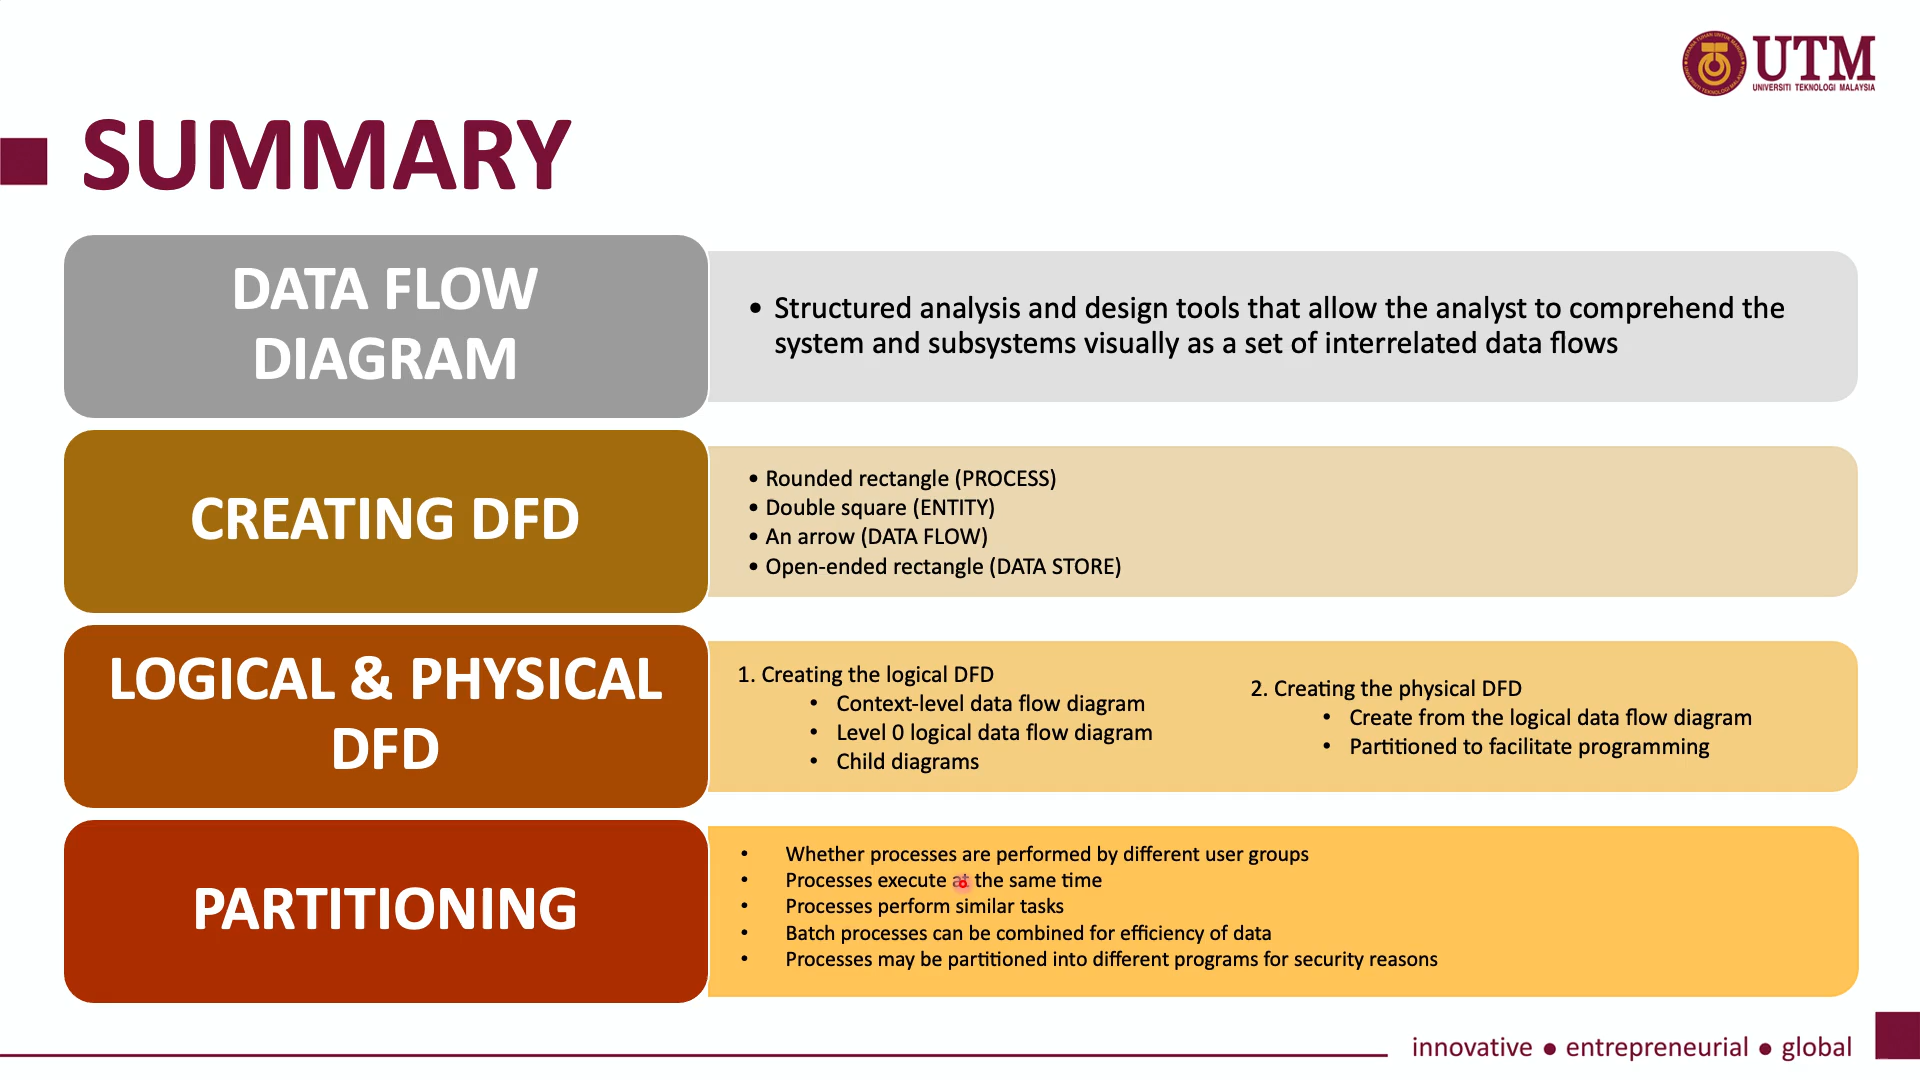 UTM
UNIVERSITI TEKNOLOGI MALAYSIA
SUMMARY
DATA FLOW
DIAGRAM
• Structured analysis and design tools that allow the analyst to comprehend the
system and subsystems visually as a set of interrelated data flows
CREATING DFD
• Rounded rectangle (PROCESS)
• Double square (ENTITY)
• An arrow (DATA FLOW)
• Open-ended rectangle (DATA STORE)
LOGICAL & PHYSICAL
DFD
1. Creating the logical DFD
• Context-level data flow diagram
• Level 0 logical data flow diagram
• Child diagrams
2. Creating the physical DFD
• Create from the logical data flow diagram
• Partitioned to facilitate programming
PARTITIONING
• Whether processes are performed by different user groups
• Processes execute at the same time
• Processes perform similar tasks
• Batch processes can be combined for efficiency of data
• Processes may be partitioned into different programs for security reasons
innovative ● entrepreneurial ● global